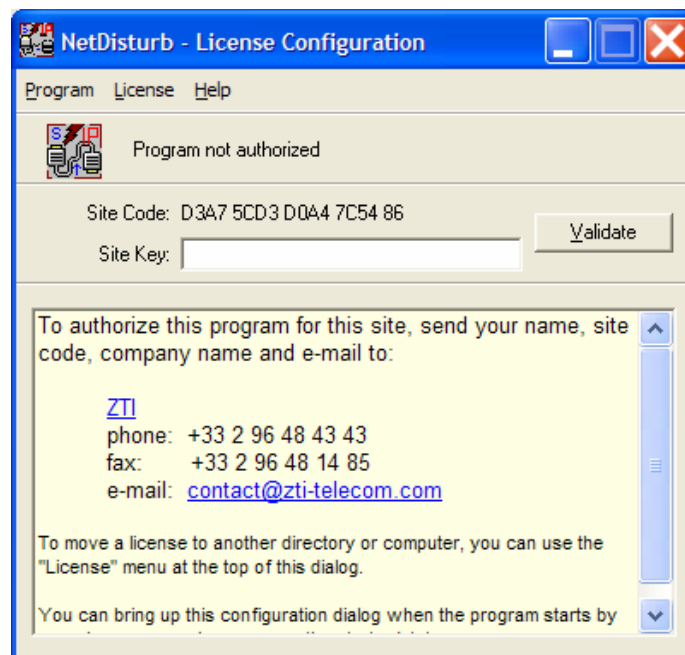 NetDisturb - License Configuration
Program License Help
Program not authorized
Site Code: D3A7 5CD3 D0A4 7C54 86
Site Key:
Validate
To authorize this program for this site, send your name, site
code, company name and e-mail to:
ZTI
phone: +33 2 96 48 43 43
fax: +33 2 96 48 14 85
e-mail: contact@zti-telecom.com
To move a license to another directory or computer, you can use the
"License" menu at the top of this dialog.
You can bring up this configuration dialog when the program starts by